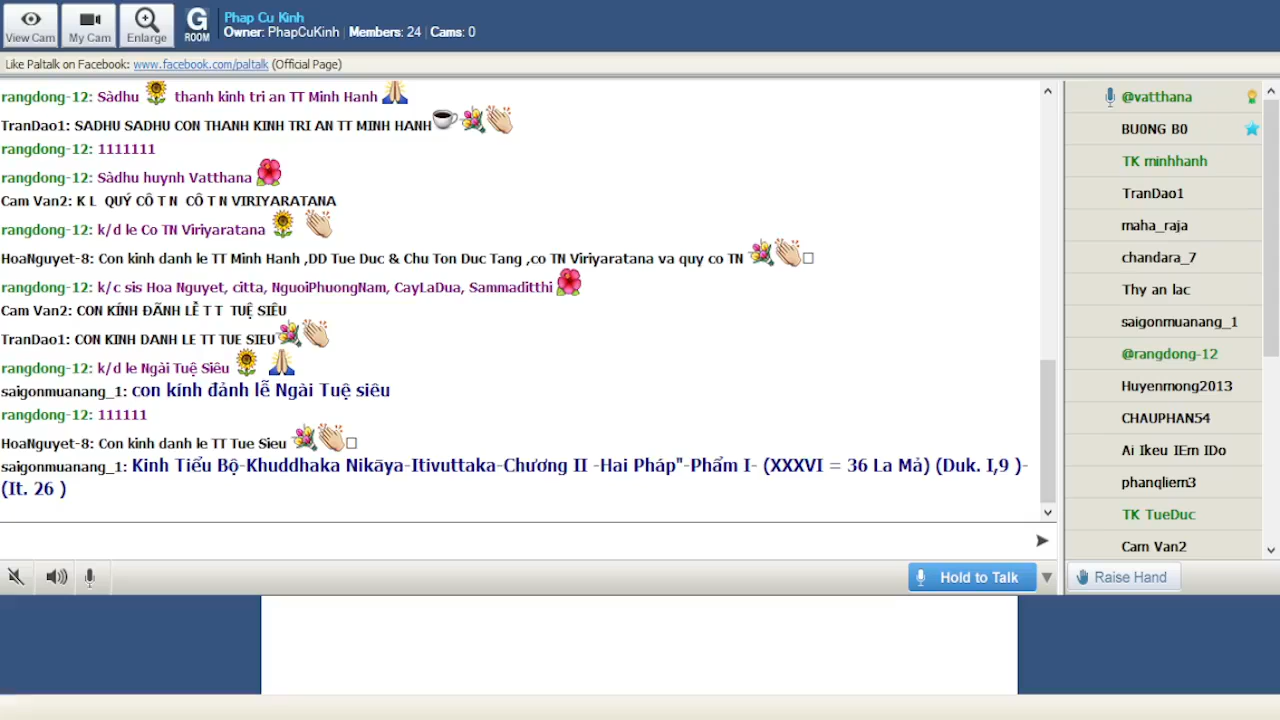 View Cam
My Cam
Enlarge
G
ROOM
Phap Cu Kinh
Owner: PhapCuKinh | Members: 24 | Cams: 0
Like Paltalk on Facebook: www.facebook.com/paltalk (Official Page)
rangdong-12: Sàdhu thanh kinh tri an TT Minh Hanh
TranDao1: SADHU SADHU CON THANH KINH TRI AN TT MINH HANH
rangdong-12: 1111111
rangdong-12: Sàdhu huynh Vatthana
Cam Van2: K L QUÝ CÔ T N CÔ T N VIRIYARATANA
rangdong-12: k/d le Co TN Viriyaratana
HoaNguyet-8: Con kinh danh le TT Minh Hanh ,DD Tue Duc & Chu Ton Duc Tang ,co TN Viriyaratana va quy co TN
rangdong-12: k/c sis Hoa Nguyet, citta, NguoiPhuongNam, CayLaDua, Sammaditthi
Cam Van2: CON KÍNH ĐÃNH LỄ T T TUỆ SIÊU
TranDao1: CON KINH DANH LE TT TUE SIEU
rangdong-12: k/d le Ngài Tuệ Siêu
saigonmuanang_1: con kính đảnh lễ Ngài Tuệ siêu
rangdong-12: 111111
HoaNguyet-8: Con kinh danh le TT Tue Sieu
saigonmuanang_1: Kinh Tiểu Bộ-Khuddhaka Nikāya-Itivuttaka-Chương II -Hai Pháp"-Phẩm I- (XXXVI = 36 La Mả) (Duk. I,9 )-
(It. 26 )
Hold to Talk
@vatthana
BU0NG B0
TK minhhanh
TranDao1
maha_raja
chandara_7
Thy an lac
saigonmuanang_1
@rangdong-12
Huyenmong2013
CHAUPHAN54
Ai Ikeu IEm IDo
phanqliem3
TK TueDuc
Cam Van2
Raise Hand